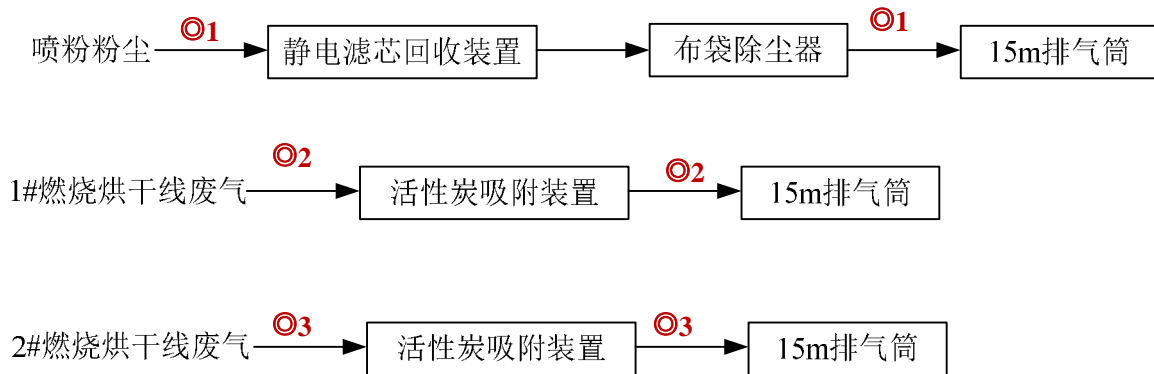 ◎1 ◎1
喷粉粉尘 静电滤芯回收装置 布袋除尘器 15m排气筒
◎2 ◎2
1#燃烧烘干线废气 活性炭吸附装置 15m排气筒
◎3 ◎3
2#燃烧烘干线废气 活性炭吸附装置 15m排气筒